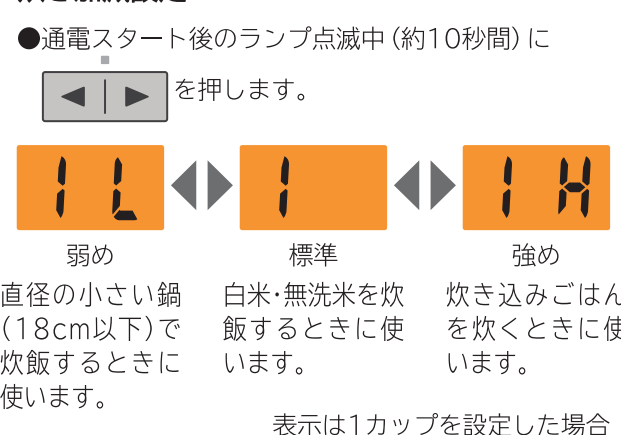 ●通電スタート後のランプ点滅中(約10秒間)に
◀|▶を押します。
1L 1 1H
弱め 標準 強め
直径の小さい鍋
(18cm以下)で
炊飯するときに
使います。
白米・無洗米を炊
飯するときに使
います。
炊き込みごはん
を炊くときに使
います。
表示は1カップを設定した場合